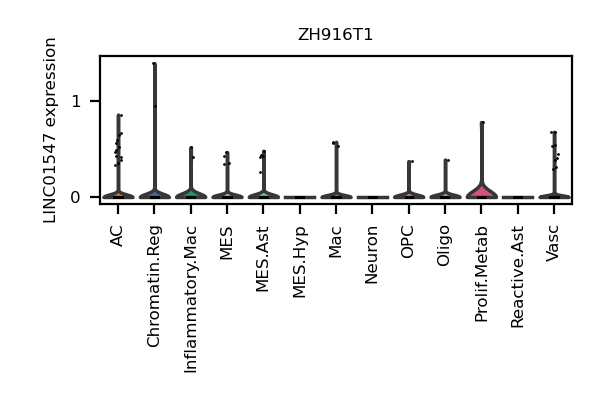 ZH916T1
LINC01547 expression
1
0
AC
Chromatin.Reg
Inflammatory.Mac
MES
MES.Ast
MES.Hyp
Mac
Neuron
OPC
Oligo
Prolif.Metab
Reactive.Ast
Vasc